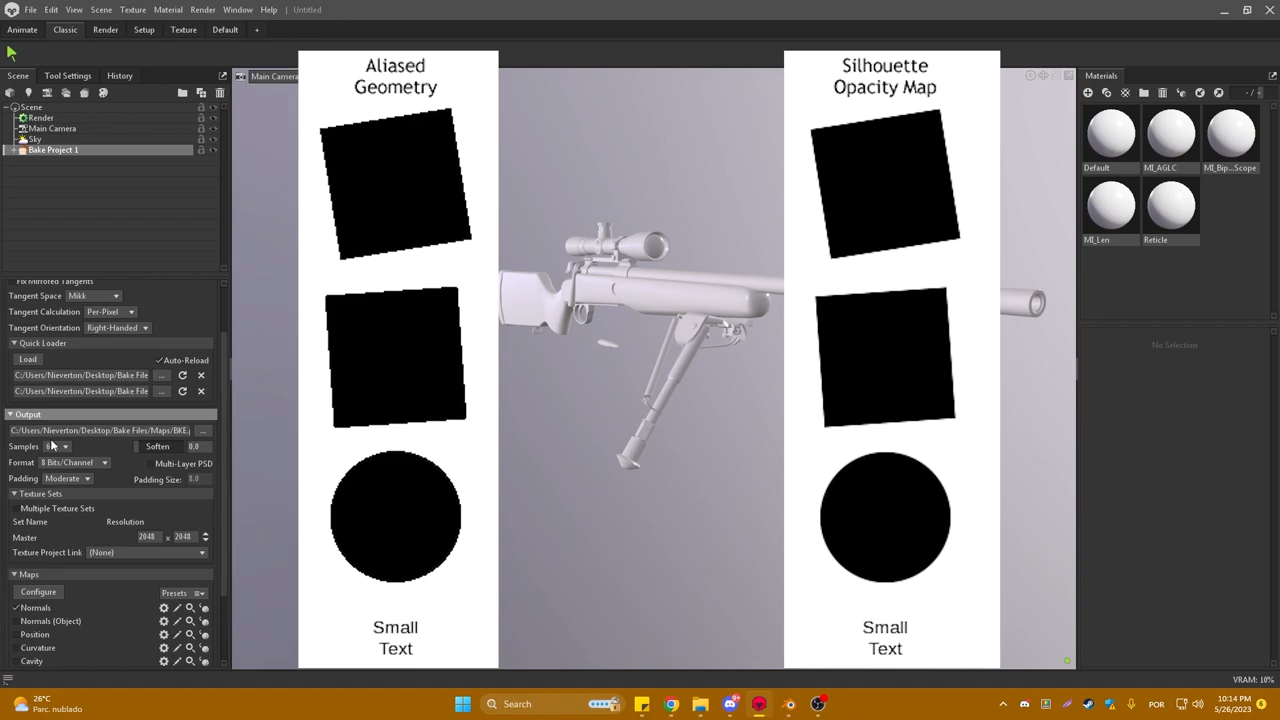 File Edit View Scene Texture Material Render Window Help Untitled
Animate Classic Render Setup Texture Default +
Scene Tool Settings History
Main Camera
Materials
Scene
Render
Main Camera
Sky
Bake Project 1
Aliased
Geometry
Small
Text
Silhouette
Opacity Map
Small
Text
Default MI_AGLC MI_Bip...Scope
MI_Len Reticle
No Selection
Fix Mirrored Tangents
Tangent Space Mikk
Tangent Calculation Per-Pixel
Tangent Orientation Right-Handed
Quick Loader
Load Auto-Reload
C:/Users/Nieverton/Desktop/Bake File ...
C:/Users/Nieverton/Desktop/Bake File ...
Output
C:/Users/Nieverton/Desktop/Bake Files/Maps/BKE. ...
Samples Soften 0.0
Format 8 Bits/Channel Multi-Layer PSD
Padding Moderate Padding Size: 8.0
Texture Sets
Multiple Texture Sets
Set Name Resolution
Master 2048 x 2048
Texture Project Link (None)
Maps
Configure Presets
Normals
Normals (Object)
Position
Curvature
Cavity
VRAM: 10%
26°C
Parc. nublado
Search
POR
10:14 PM
5/26/2023